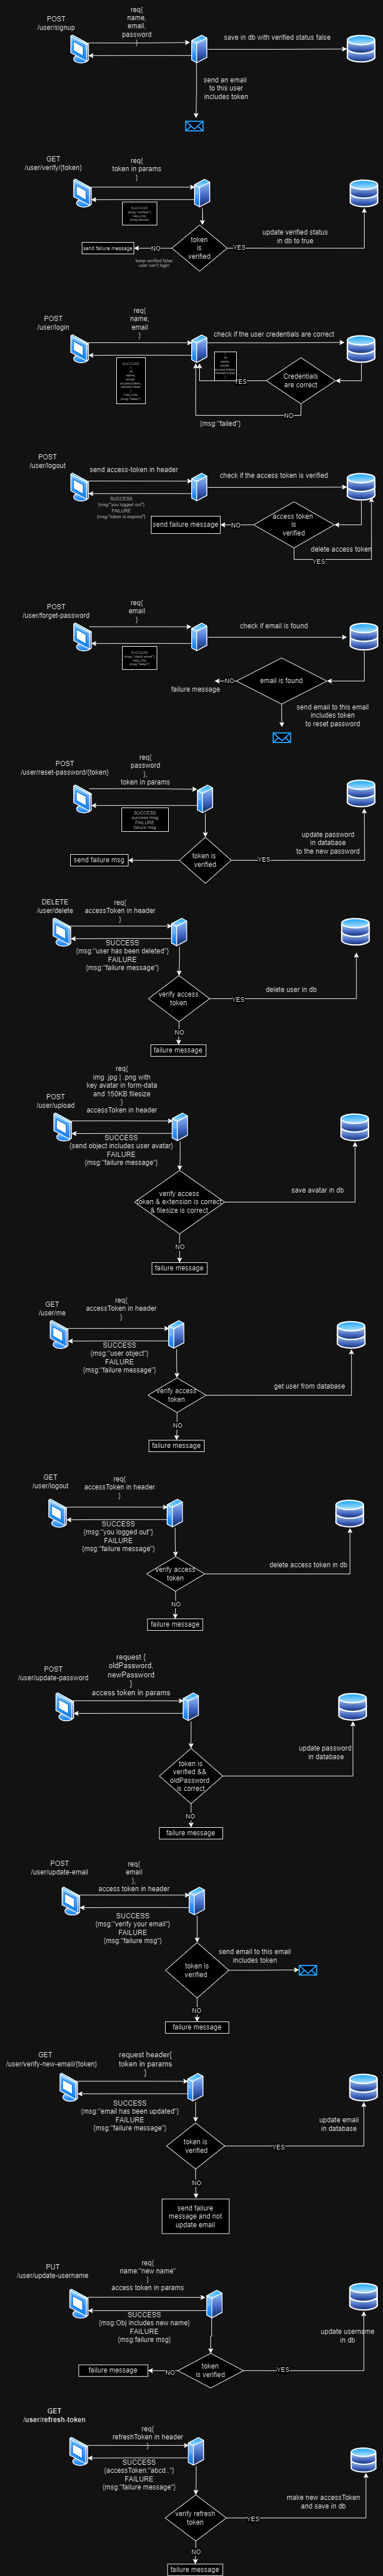 POST
/user/signup
req{
name,
email,
password
}
save in db with verified status false
send an email
to this user
includes token
GET
/user/verify/{token}
req{
token in params
}
SUCCESS
{msg:"verified"}
FAILURE
token
is
verified
send failure message
NO
YES
update verified status
in db to true
keep verified false
user can't login
POST
/user/login
req{
name,
email
}
check if the user credentials are correct
SUCCESS
{
id,
name,
email,
accessToken,
refreshToken
}
FAILURE
{msg:"failed"}
{
id,
name,
email,
accessToken,
refreshToken
}
YES
Credentials
are correct
NO
{msg:"failed"}
POST
/user/logout
send access-token in header
check if the access token is verified
SUCCESS
{msg:"you logged out"}
FAILURE
{msg:"token is expired"}
send failure message
NO
access token
is
verified
delete access token
YES
POST
/user/forget-password
req{
email
}
check if email is found
SUCCESS
{msg:"check email"}
FAILURE
{msg:"failed"}
NO
email is found
failure message
send email to this email
includes token
to reset password
POST
/user/reset-password/{token}
req{
password
},
token in params
SUCCESS
success msg
FAILURE
failure msg
send failure msg
NO
token is
verified
YES
update password
in database
to the new password
DELETE
/user/delete
req{
accessToken in header
}
SUCCESS
{msg:"user has been deleted"}
FAILURE
{msg:"failure message"}
verify access
token
YES
delete user in db
NO
failure message
POST
/user/upload
req{
img .jpg | .png with
key avatar in form-data
and 150KB filesize
}
accessToken in header
SUCCESS
{send object includes user avatar}
FAILURE
{msg:"failure message"}
verify access
token & extension is correct
& filesize is correct
save avatar in db
NO
failure message
GET
/user/me
req{
accessToken in header
}
SUCCESS
{msg:"user object"}
FAILURE
{msg:"failure message"}
verify access
token
get user from database
NO
failure message
GET
/user/logout
req{
accessToken in header
}
SUCCESS
{msg:"you logged out"}
FAILURE
{msg:"failure message"}
verify access
token
delete access token in db
NO
failure message
POST
/user/update-password
request {
oldPassword,
newPassword
}
access token in params
token is
verified &&
oldPassword
is correct
update password
in database
NO
failure message
POST
/user/update-email
req{
email
},
access token in header
SUCCESS
{msg:"verify your email"}
FAILURE
{msg:"failure msg"}
token is
verified
send email to this email
includes token
NO
failure message
GET
/user/verify-new-email/{token}
request header{
token in params
}
SUCCESS
{msg:"email has been updated"}
FAILURE
{msg:"failure message"}
token is
verified
YES
update email
in database
NO
send failure
message and not
update email
PUT
/user/update-username
req{
name:"new name"
}
access token in params
SUCCESS
{msg:Obj includes new name}
FAILURE
{msg:failure msg}
failure message
NO
token
is verified
YES
update username
in db
GET
/user/refresh-token
req{
refreshToken in header
}
SUCCESS
{accessToken:"abcd.."}
FAILURE
{msg:"failure message"}
verify refresh
token
YES
make new accessToken
and save in db
NO
failure message